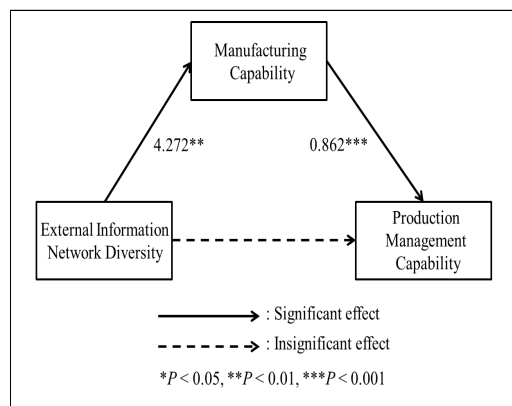 Manufacturing
Capability
4.272**
0.862***
External Information
Network Diversity
Production
Management
Capability
: Significant effect
: Insignificant effect
*P < 0.05, **P < 0.01, ***P < 0.001